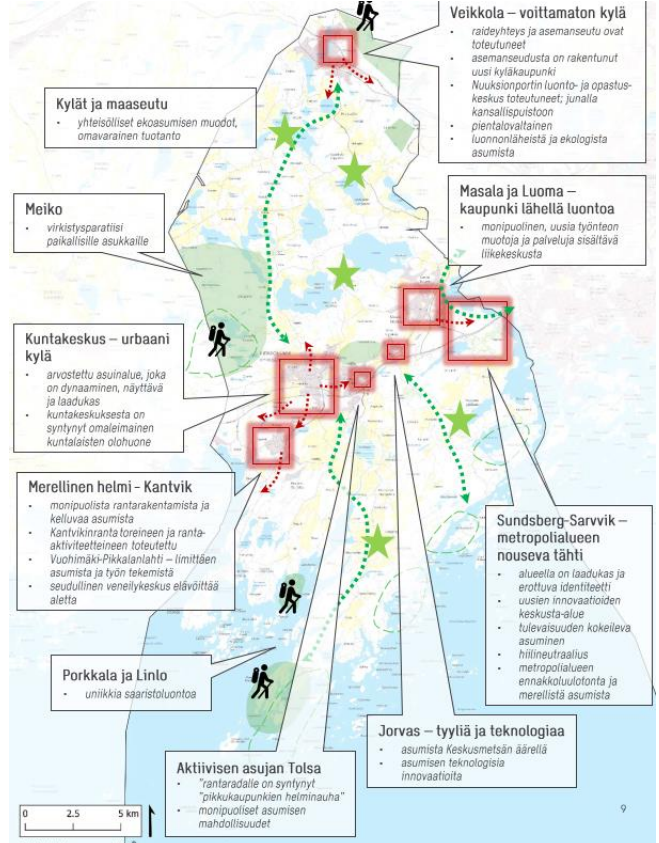 Veikkola – voittamaton kylä
• raideyhteys ja asemanseutu ovat
toteutuneet
• asemanseudusta on rakentunut
uusi kyläkaupunki
• Nuuksionportin luonto- ja opastus-
keskus toteutuneet; junalla
kansallispuistoon
• pientalovaltainen
• luonnonläheistä ja ekologista
asumista
Kylät ja maaseutu
• yhteisölliset ekoasumisen muodot,
omavarainen tuotanto
Masala ja Luoma –
kaupunki lähellä luontoa
• monipuolinen, uusia työnteon
muotoja ja palveluja sisältävä
liikekeskusta
Meiko
• virkistysparatiisi
paikallisille asukkaille
Kuntakeskus – urbaani
kylä
• arvostettu asuinalue, joka
on dynaaminen, näyttävä
ja laadukas
• kuntakeskuksesta on
syntynyt omaleimainen
kuntalaisten olohuone
Merellinen helmi - Kantvik
• monipuolista rantarakentamista ja
kelluvaa asumista
• Kantvikinranta toreineen ja ranta-
aktiviteetteineen toteutettu
• Vuohimäki-Pikkalanlahti – limittäen
asumista ja työn tekemistä
• seudullinen veneilykeskus elävöittää
aletta
Sundsberg-Sarvvik –
metropolialueen
nouseva tähti
• alueella on laadukas ja
erottuva identiteetti
• uusien innovaatioiden
keskusta-alue
• tulevaisuuden kokeileva
asuminen
• hiilineutraalius
• metropolialueen
ennakkoluulotonta ja
merellistä asumista
Porkkala ja Linlo
• uniikkia saaristoluontoa
Jorvas – tyyliä ja teknologiaa
• asumista Keskusmetsän äärellä
• asumisen teknologisia
innovaatioita
Aktiivisen asujan Tolsa
• "rantaradalle on syntynyt
"pikkukaupunkien helminauha"
• monipuoliset asumisen
mahdollisuudet
0 2.5 5 km
9